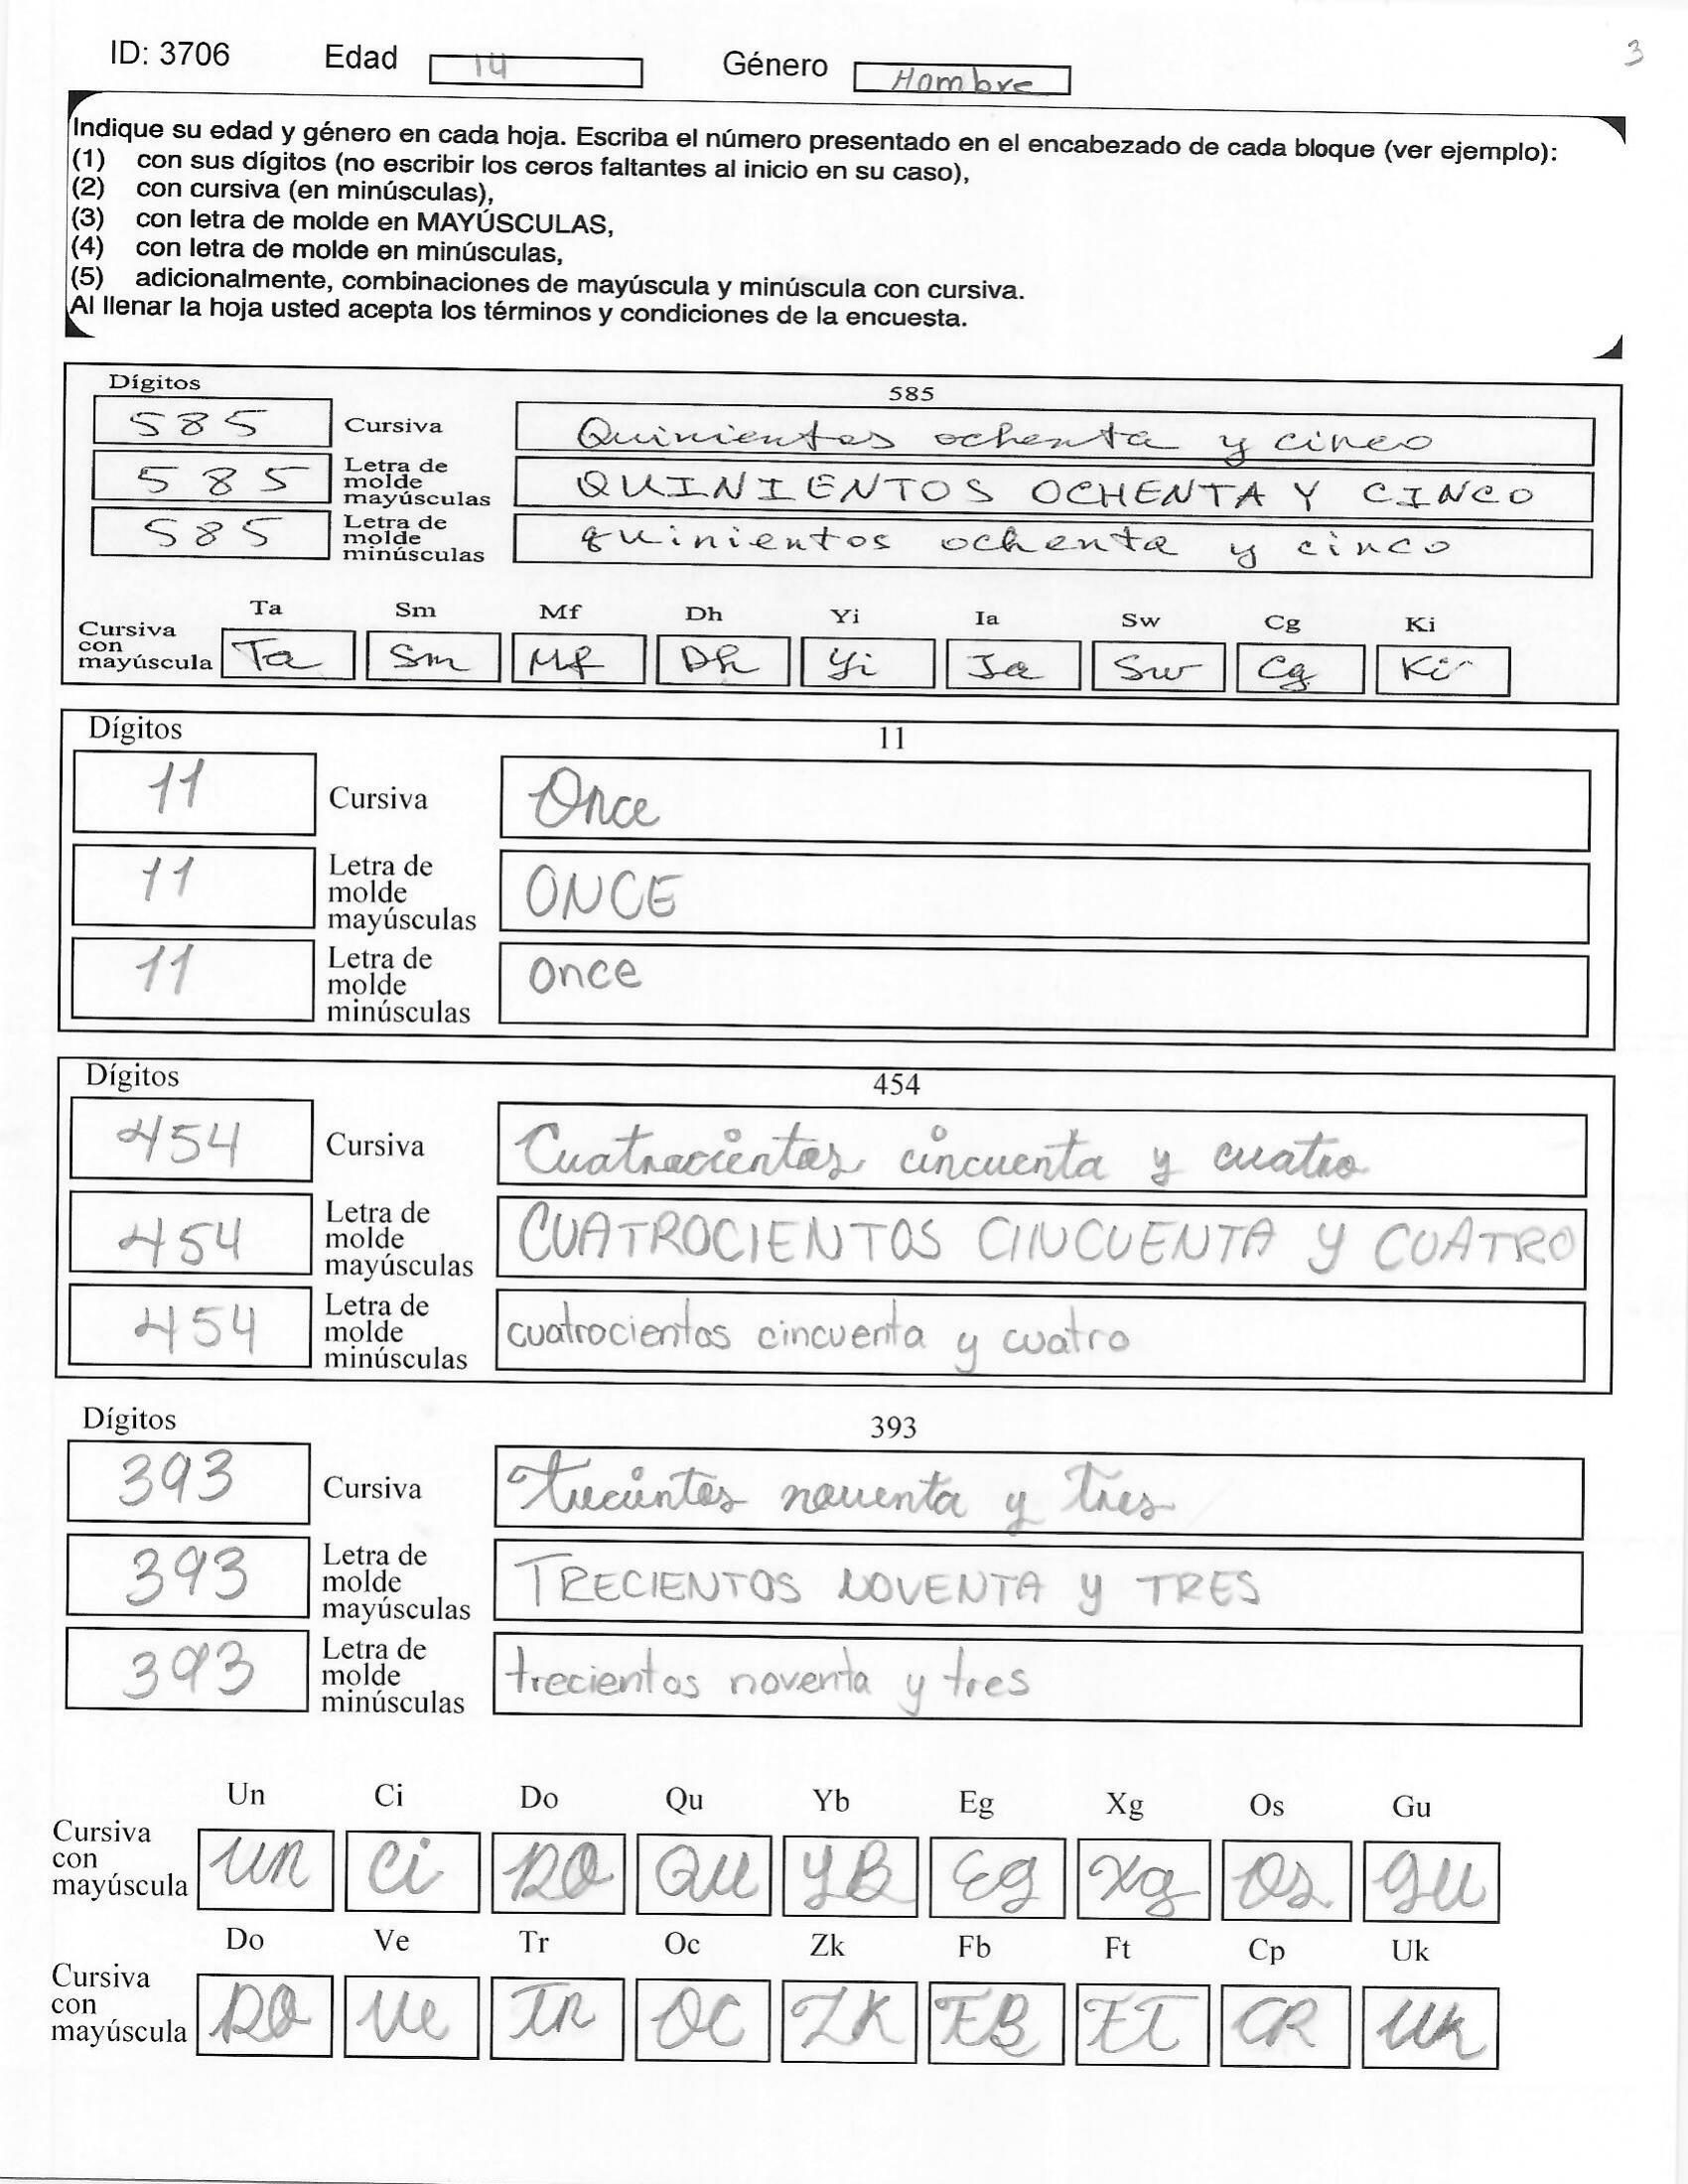 ID: 3706 Edad 14 Género Hombre 3
Indique su edad y género en cada hoja. Escriba el número presentado en el encabezado de cada bloque (ver ejemplo):
(1) con sus dígitos (no escribir los ceros faltantes al inicio en su caso),
(2) con cursiva (en minúsculas),
(3) con letra de molde en MAYÚSCULAS,
(4) con letra de molde en minúsculas,
(5) adicionalmente, combinaciones de mayúscula y minúscula con cursiva.
Al llenar la hoja usted acepta los términos y condiciones de la encuesta.
Dígitos 585
585 Cursiva Quinientos ochenta y cinco
585 Letra de molde mayúsculas QUINIENTOS OCHENTA Y CINCO
585 Letra de molde minúsculas quinientos ochenta y cinco
Ta Sm Mf Dh Yi Ia Sw Cg Ki
Cursiva con mayúscula Ta Sm Mf Dh Yi Ia Sw Cg Ki
Dígitos 11
11 Cursiva Once
11 Letra de molde mayúsculas ONCE
11 Letra de molde minúsculas once
Dígitos 454
454 Cursiva Cuatrocientos cincuenta y cuatro
454 Letra de molde mayúsculas CUATROCIENTOS CINCUENTA Y CUATRO
454 Letra de molde minúsculas cuatrocientos cincuenta y cuatro
Dígitos 393
393 Cursiva trecientos noventa y tres
393 Letra de molde mayúsculas TRECIENTOS NOVENTA Y TRES
393 Letra de molde minúsculas trecientos noventa y tres
Un Ci Do Qu Yb Eg Xg Os Gu
Cursiva con mayúscula Un Ci DO QU YB Eg Xg Os GU
Do Ve Tr Oc Zk Fb Ft Cp Uk
Cursiva con mayúscula DO Ve TR OC ZK FB FT CP Uk